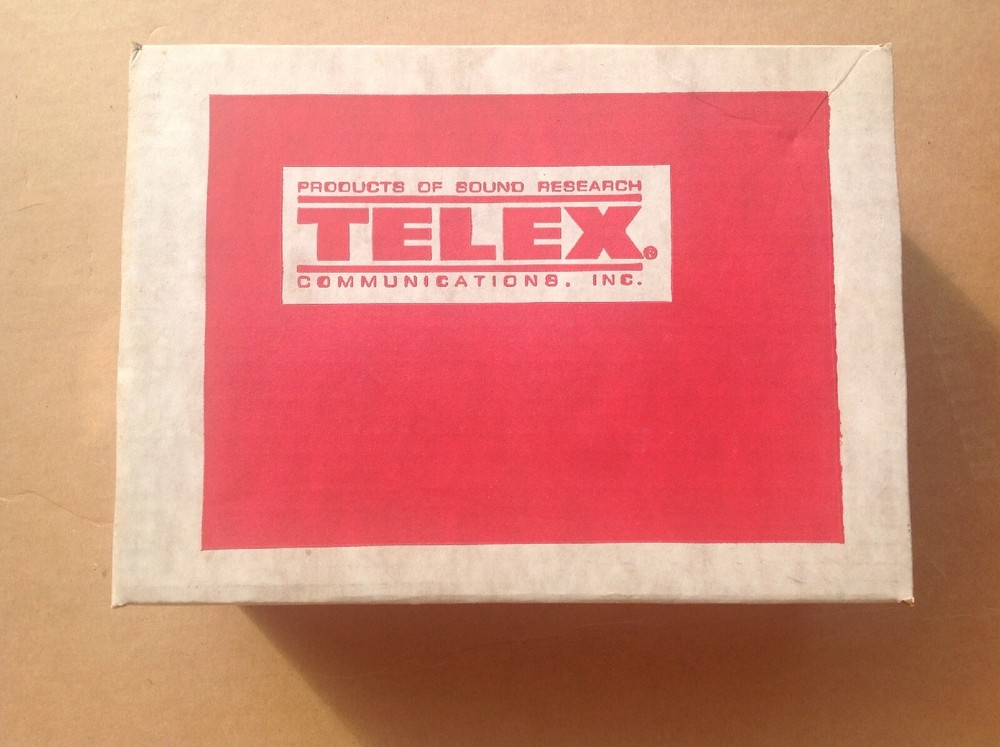 PRODUCTS OF SOUND RESEARCH
TELEX®
COMMUNICATIONS, INC.